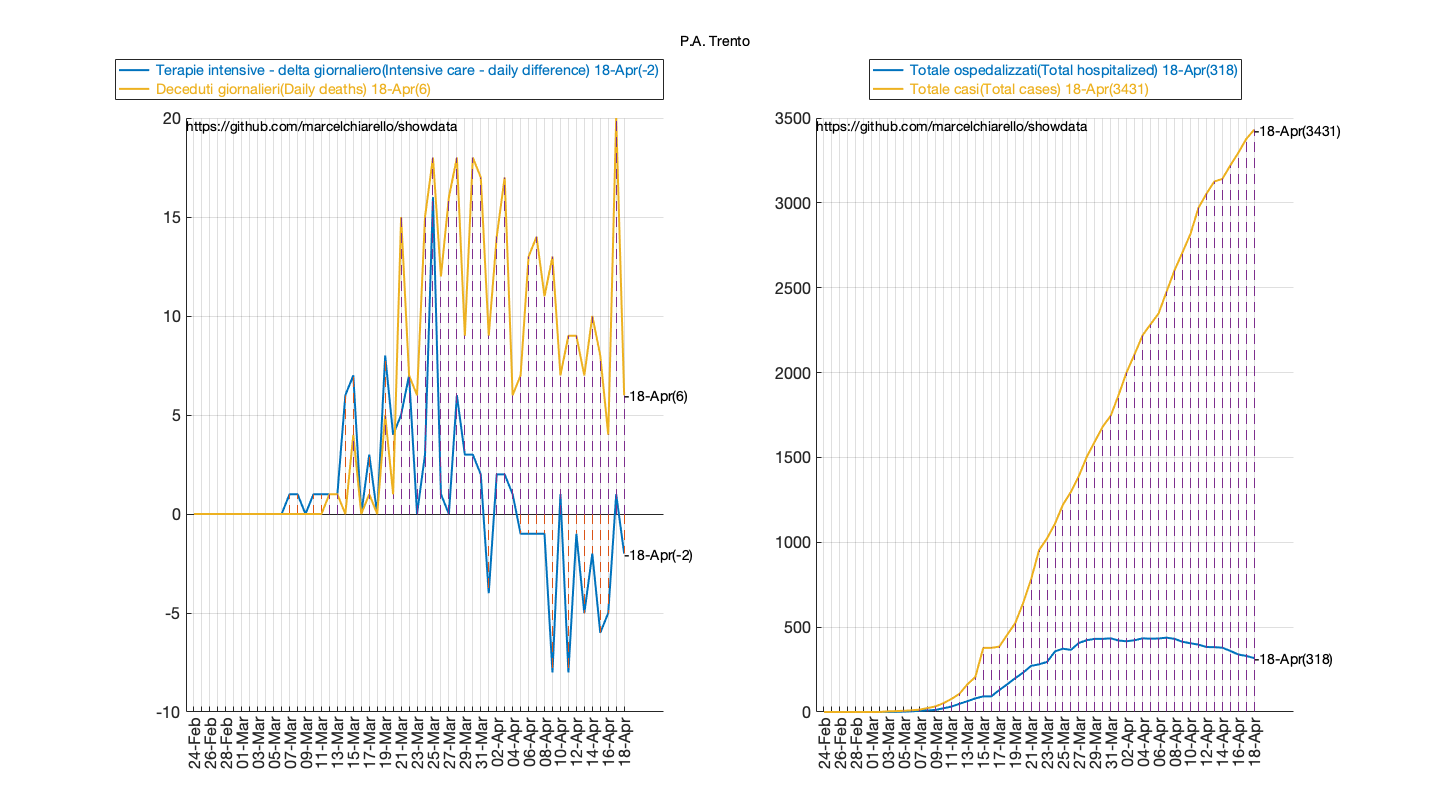 P.A. Trento
Terapie intensive - delta giornaliero(Intensive care - daily difference) 18-Apr(-2)
Deceduti giornalieri(Daily deaths) 18-Apr(6)
https://github.com/marcelchiarello/showdata
20
15
10
5
0
-5
-10
18-Apr(6)
18-Apr(-2)
24-Feb
26-Feb
28-Feb
01-Mar
03-Mar
05-Mar
07-Mar
09-Mar
11-Mar
13-Mar
15-Mar
17-Mar
19-Mar
21-Mar
23-Mar
25-Mar
27-Mar
29-Mar
31-Mar
02-Apr
04-Apr
06-Apr
08-Apr
10-Apr
12-Apr
14-Apr
16-Apr
18-Apr
Totale ospedalizzati(Total hospitalized) 18-Apr(318)
Totale casi(Total cases) 18-Apr(3431)
https://github.com/marcelchiarello/showdata
3500
3000
2500
2000
1500
1000
500
0
18-Apr(3431)
18-Apr(318)
24-Feb
26-Feb
28-Feb
01-Mar
03-Mar
05-Mar
07-Mar
09-Mar
11-Mar
13-Mar
15-Mar
17-Mar
19-Mar
21-Mar
23-Mar
25-Mar
27-Mar
29-Mar
31-Mar
02-Apr
04-Apr
06-Apr
08-Apr
10-Apr
12-Apr
14-Apr
16-Apr
18-Apr